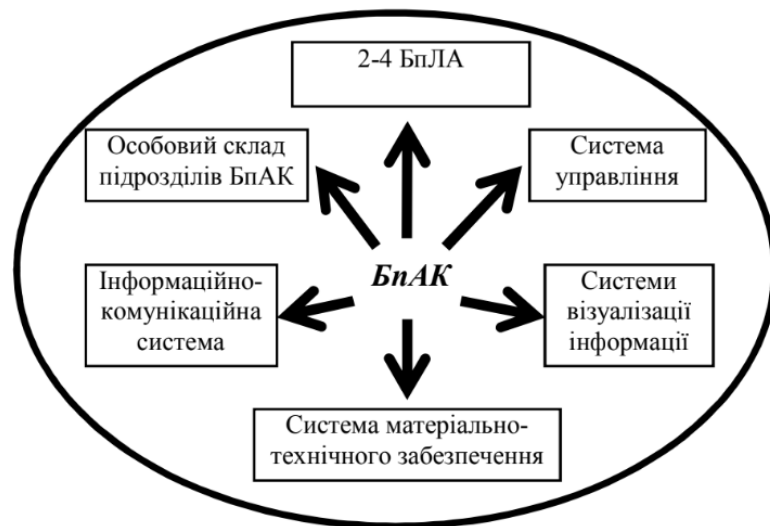 2-4 БпЛА
Особовий склад
підрозділів БпАК
Система
управління
БпАК
Інформаційно-
комунікаційна
система
Системи
візуалізації
інформації
Система матеріально-
технічного забезпечення